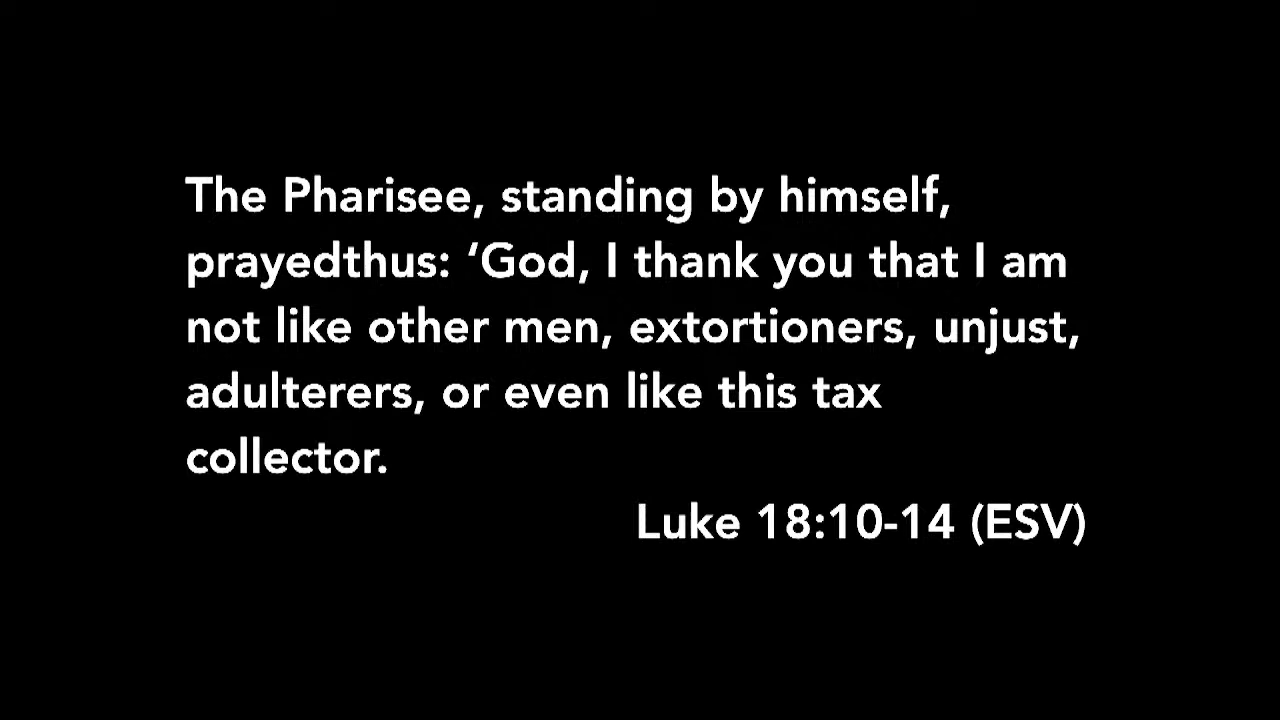 The Pharisee, standing by himself,
prayedthus: ‘God, I thank you that I am
not like other men, extortioners, unjust,
adulterers, or even like this tax
collector.
Luke 18:10-14 (ESV)